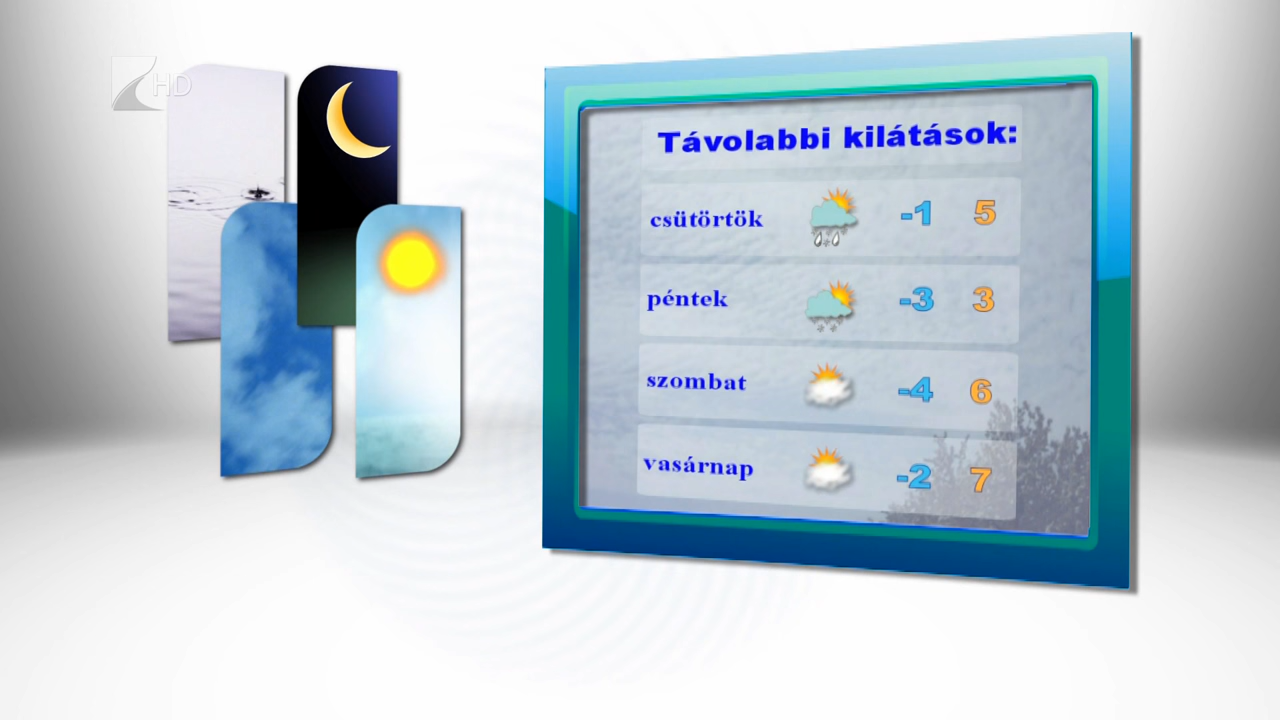 HD
Távolabbi kilátások:
csütörtök -1 5
péntek -3 3
szombat -4 6
vasárnap -2 7